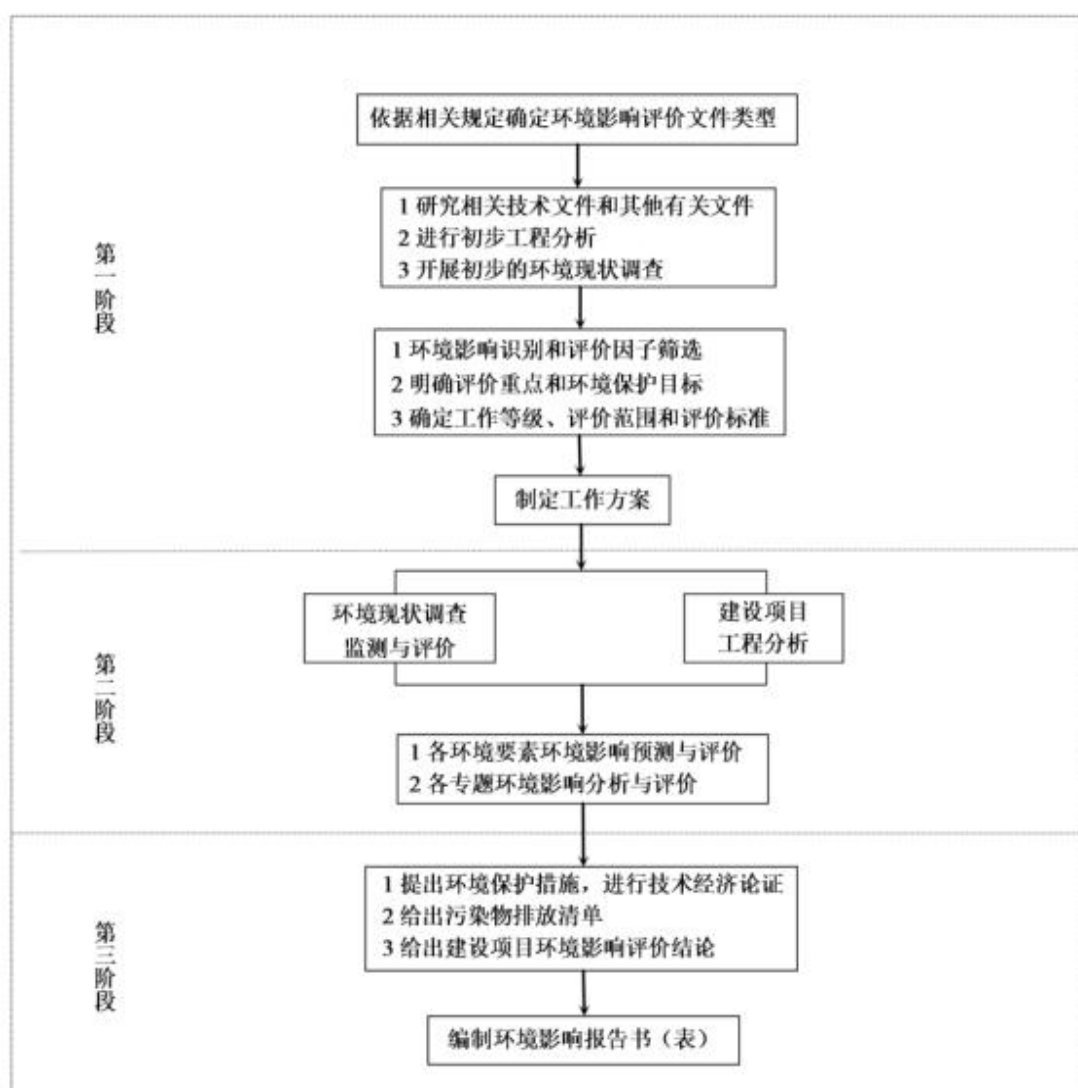 依据相关规定确定环境影响评价文件类型
1 研究相关技术文件和其他有关文件
2 进行初步工程分析
3 开展初步的环境现状调查
第一阶段
1 环境影响识别和评价因子筛选
2 明确评价重点和环境保护目标
3 确定工作等级、评价范围和评价标准
制定工作方案
环境现状调查
监测与评价
建设项目
工程分析
第二阶段
1 各环境要素环境影响预测与评价
2 各专题环境影响分析与评价
1 提出环境保护措施，进行技术经济论证
2 给出污染物排放清单
3 给出建设项目环境影响评价结论
第三阶段
编制环境影响报告书（表）